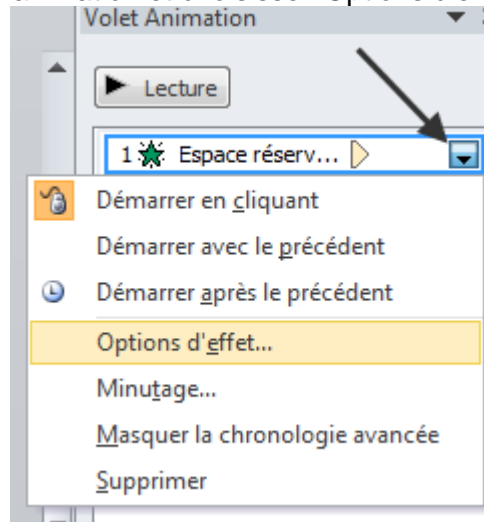 Volet Animation
Lecture
1 Espace réserv...
Démarrer en cliquant
Démarrer avec le précédent
Démarrer après le précédent
Options d'effet...
Minutage...
Masquer la chronologie avancée
Supprimer